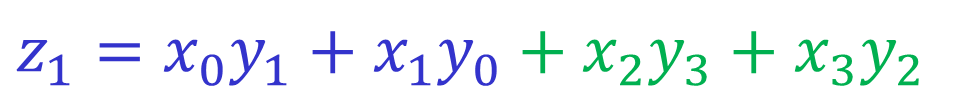 z₁ = x₀y₁ + x₁y₀ + x₂y₃ + x₃y₂